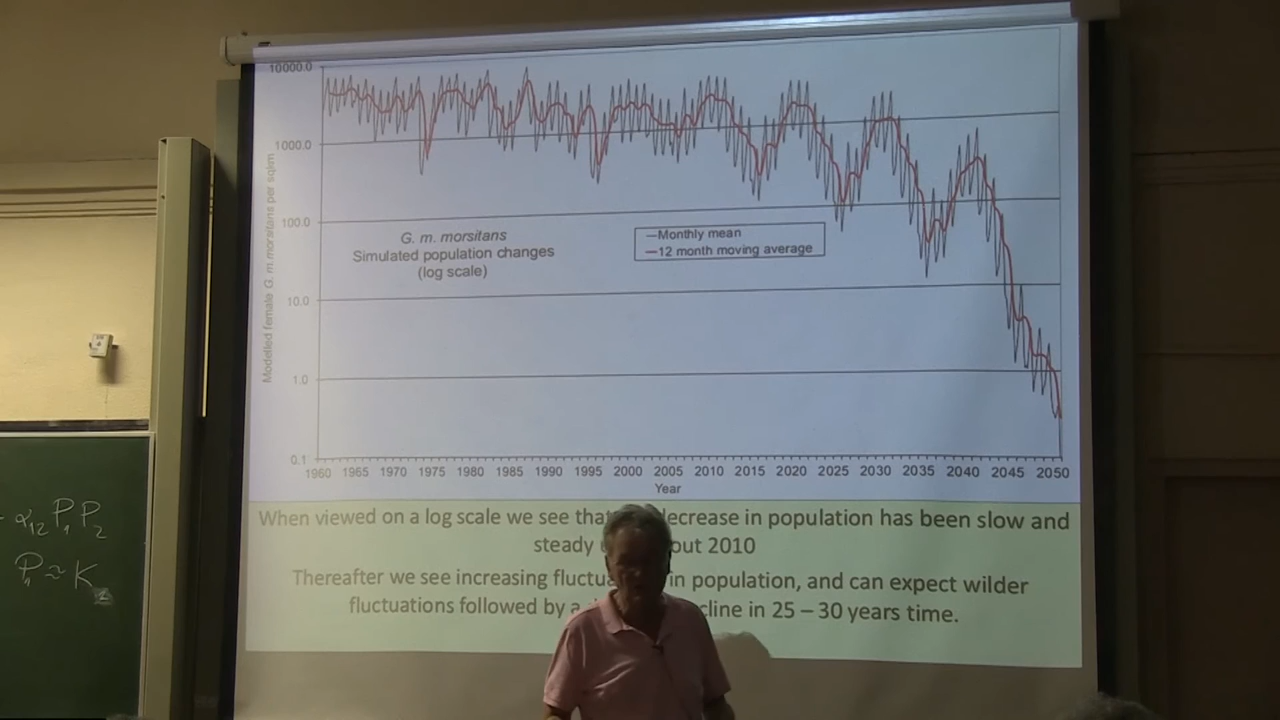 10000.0
1000.0
100.0
10.0
1.0
0.1
Modelled female G. m.morsitans per sqkm
G. m. morsitans
Simulated population changes
(log scale)
Monthly mean
12 month moving average
1960 1965 1970 1975 1980 1985 1990 1995 2000 2005 2010 2015 2020 2025 2030 2035 2040 2045 2050
Year
When viewed on a log scale we see that decrease in population has been slow and
steady out 2010
Thereafter we see increasing fluctua in population, and can expect wilder
fluctuations followed by a cline in 25 – 30 years time.
α12 P1 P2
P1 ≈ K